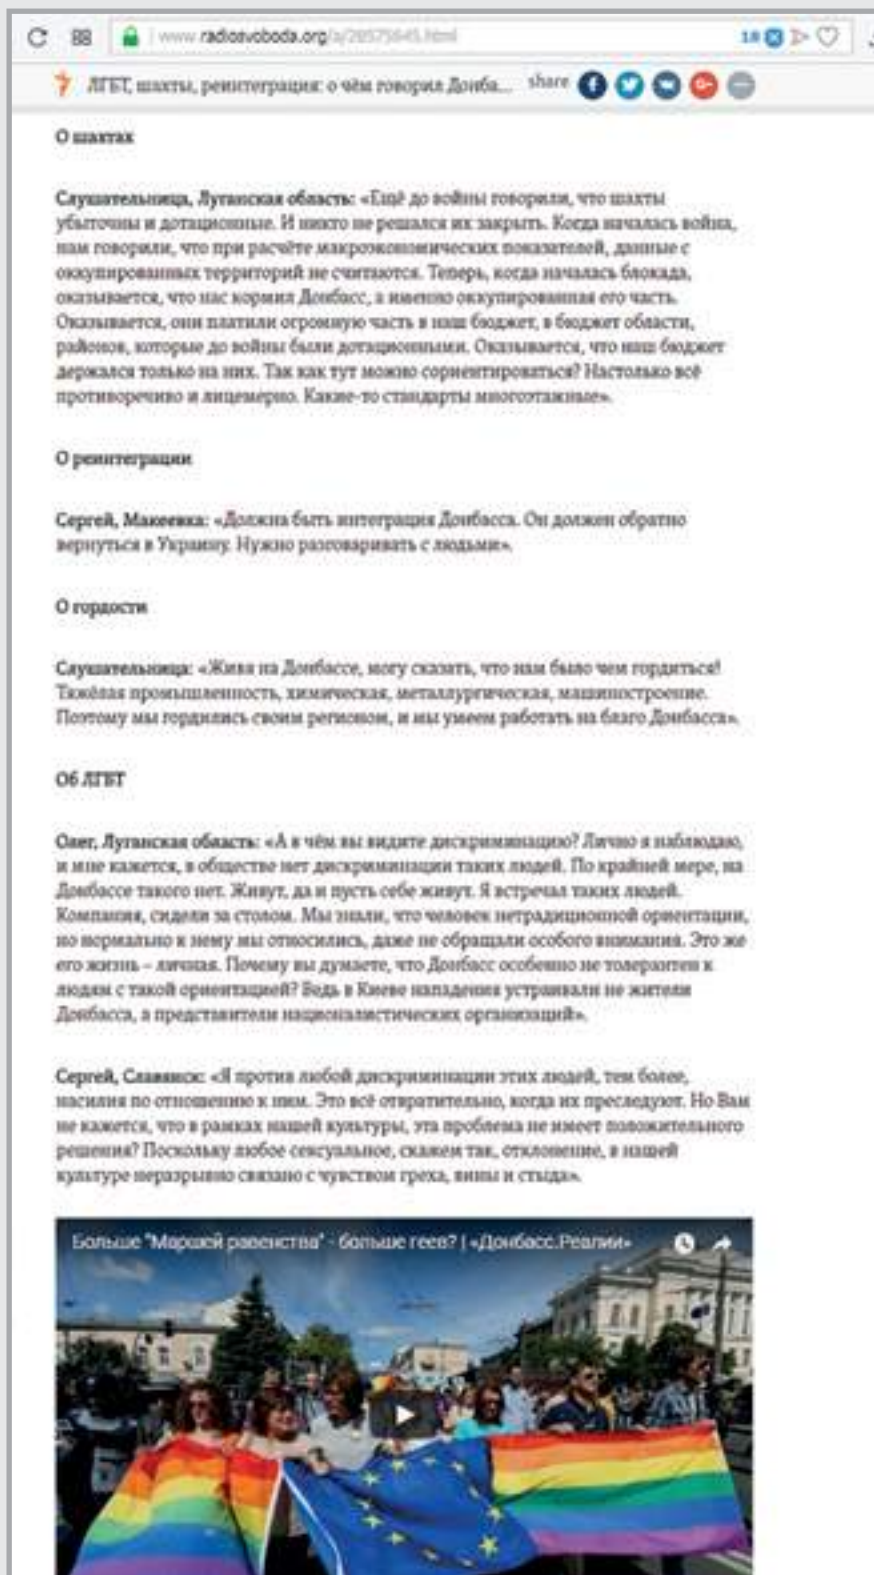 www.radiosvoboda.org/a/28575645.html
18
ЛГБТ, шахты, реинтеграция: о чём говорил Донба... share
О шахтах
Слушательница, Луганская область: «Ещё до войны говорили, что шахты
убыточны и дотационные. И никто не решался их закрыть. Когда началась война,
нам говорили, что при расчёте макроэкономических показателей, данные с
оккупированных территорий не считаются. Теперь, когда началась блокада,
оказывается, что нас кормил Донбасс, а именно оккупированная его часть.
Оказывается, они платили огромную часть в наш бюджет, в бюджет области,
районов, которые до войны были дотационными. Оказывается, что наш бюджет
держался только на них. Так как тут можно сориентироваться? Настолько всё
противоречиво и лицемерно. Какие-то стандарты многоэтажные».
О реинтеграции
Сергей, Макеевка: «Должна быть интеграция Донбасса. Он должен обратно
вернуться в Украину. Нужно разговаривать с людьми».
О гордости
Слушательница: «Живя на Донбассе, могу сказать, что нам было чем гордиться!
Тяжёлая промышленность, химическая, металлургическая, машиностроение.
Поэтому мы гордились своим регионом, и мы умеем работать на благо Донбасса».
Об ЛГБТ
Олег, Луганская область: «А в чём вы видите дискриминацию? Лично я наблюдаю,
и мне кажется, в обществе нет дискриминации таких людей. По крайней мере, на
Донбассе такого нет. Живут, да и пусть себе живут. Я встречал таких людей.
Компания, сидели за столом. Мы знали, что человек нетрадиционной ориентации,
но нормально к нему мы относились, даже не обращали особого внимания. Это же
его жизнь – личная. Почему вы думаете, что Донбасс особенно не толерантен к
людям с такой ориентацией? Ведь в Киеве нападения устраивали не жители
Донбасса, а представители националистических организаций».
Сергей, Славянск: «Я против любой дискриминации этих людей, тем более,
насилия по отношению к ним. Это всё отвратительно, когда их преследуют. Но Вам
не кажется, что в рамках нашей культуры, эта проблема не имеет положительного
решения? Поскольку любое сексуальное, скажем так, отклонение, в нашей
культуре неразрывно связано с чувством греха, вины и стыда».
Больше "Маршей равенства" - больше геев? | «Донбасс.Реалии»